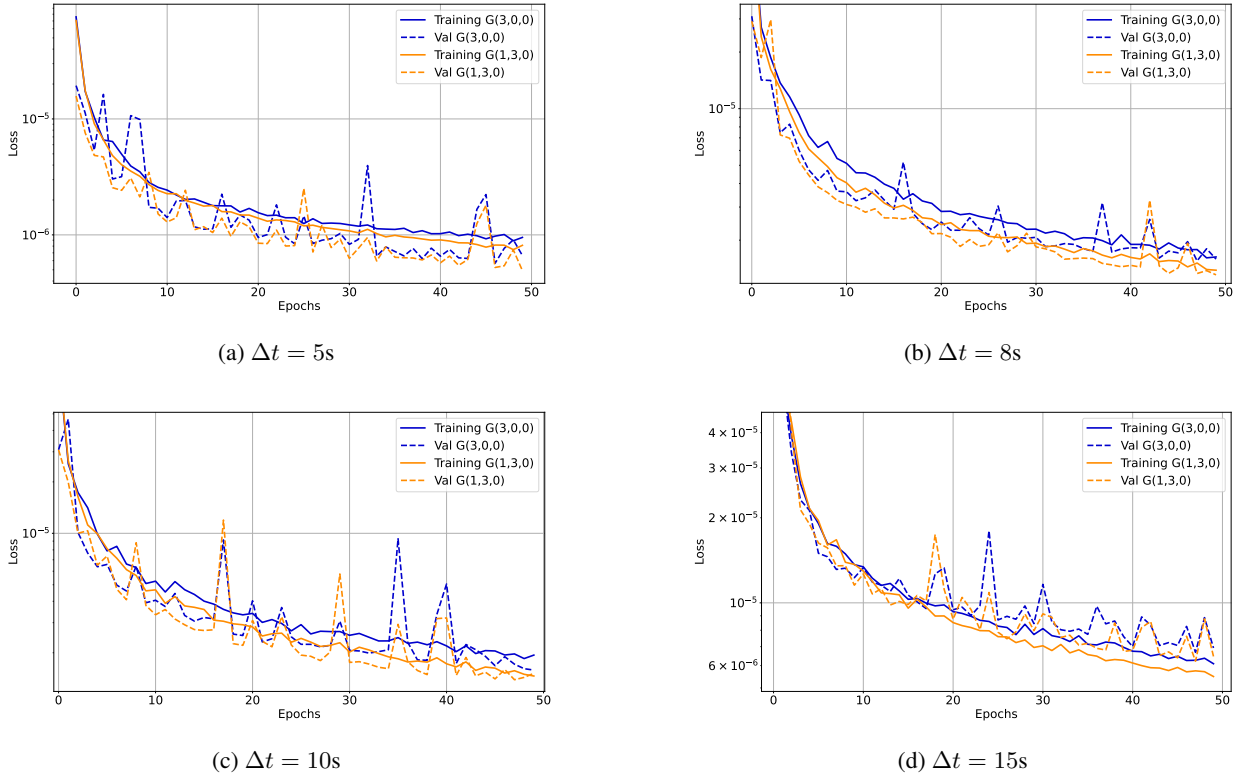 Training G(3,0,0)
Val G(3,0,0)
Training G(1,3,0)
Val G(1,3,0)
10⁻⁵
10⁻⁶
Loss
0 10 20 30 40 50
Epochs
(a) Δt = 5s
Training G(3,0,0)
Val G(3,0,0)
Training G(1,3,0)
Val G(1,3,0)
10⁻⁵
Loss
0 10 20 30 40 50
Epochs
(b) Δt = 8s
Training G(3,0,0)
Val G(3,0,0)
Training G(1,3,0)
Val G(1,3,0)
10⁻⁵
Loss
0 10 20 30 40 50
Epochs
(c) Δt = 10s
Training G(3,0,0)
Val G(3,0,0)
Training G(1,3,0)
Val G(1,3,0)
4 × 10⁻⁵
3 × 10⁻⁵
2 × 10⁻⁵
10⁻⁵
6 × 10⁻⁶
Loss
0 10 20 30 40 50
Epochs
(d) Δt = 15s